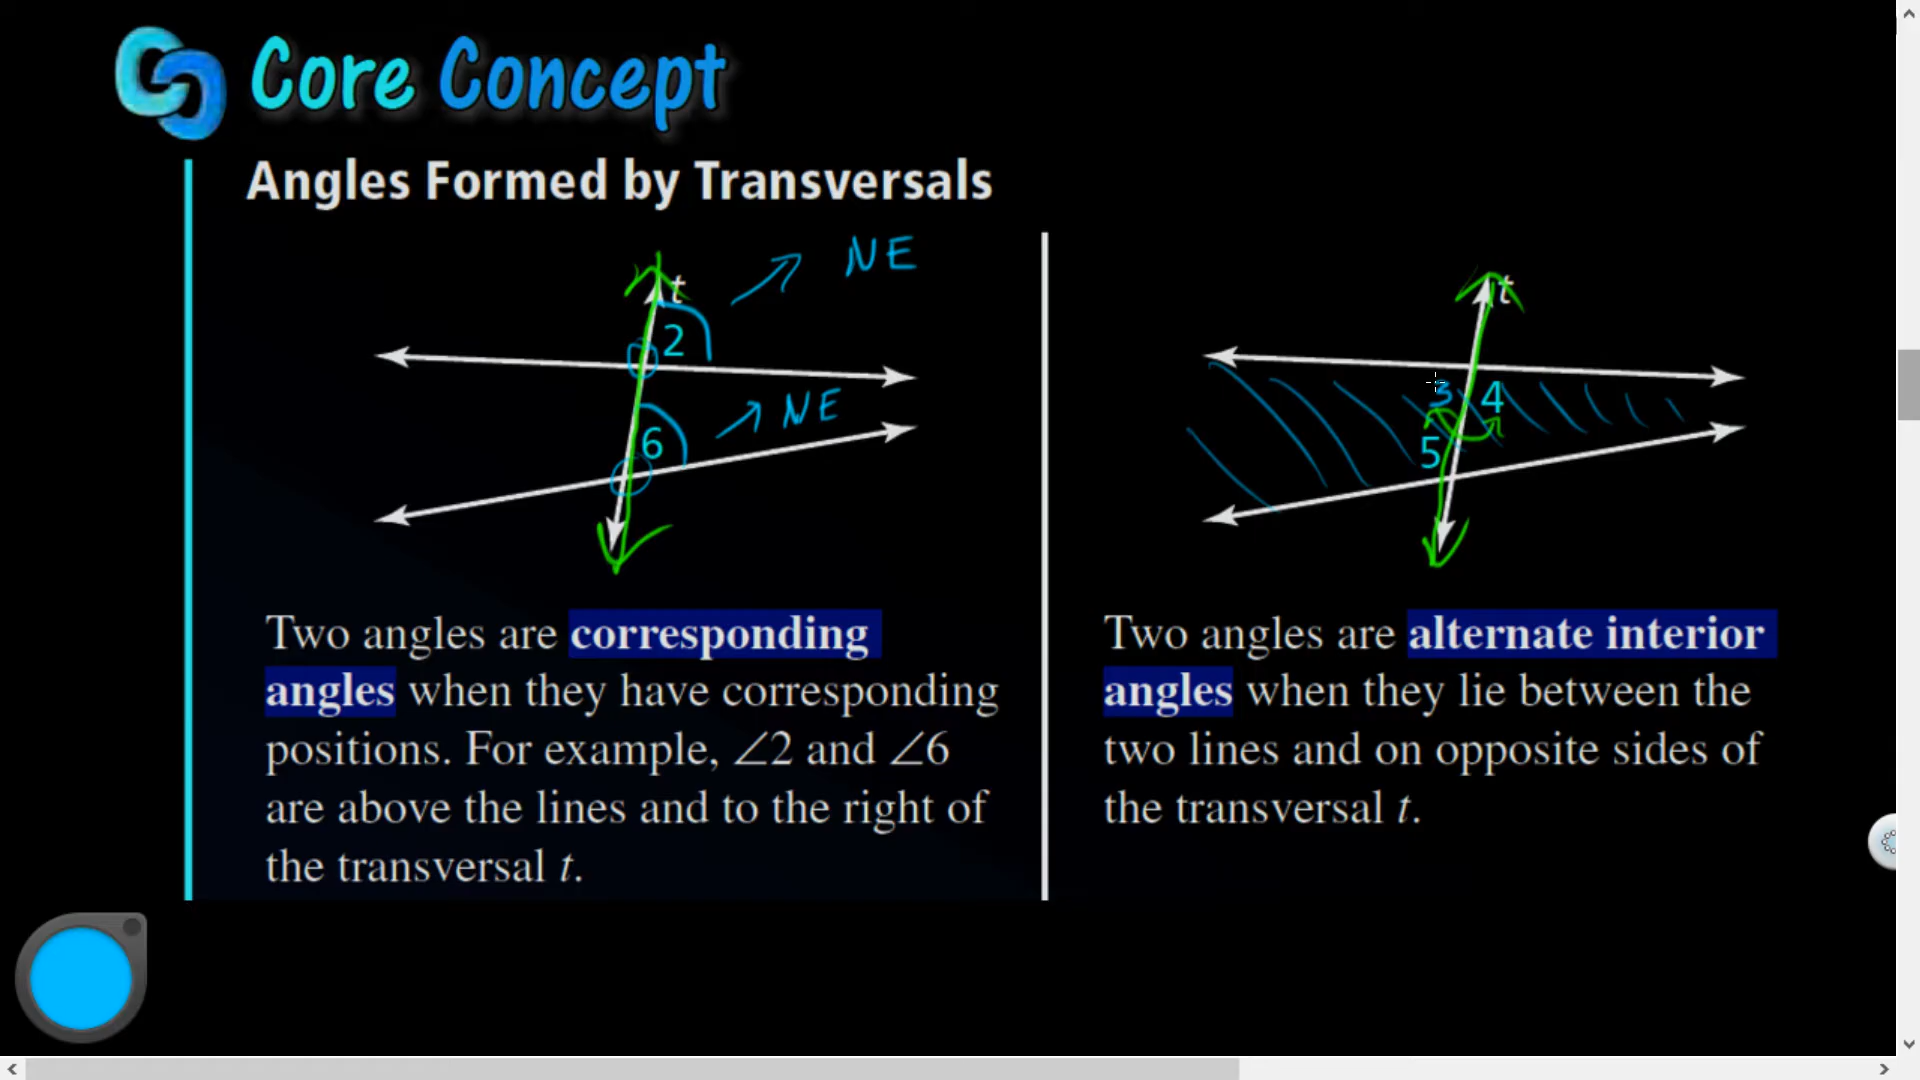 Core Concept
Angles Formed by Transversals
NE
t
2
NE
6
Two angles are corresponding
angles when they have corresponding
positions. For example, ∠2 and ∠6
are above the lines and to the right of
the transversal t.
t
3 4
5
Two angles are alternate interior
angles when they lie between the
two lines and on opposite sides of
the transversal t.